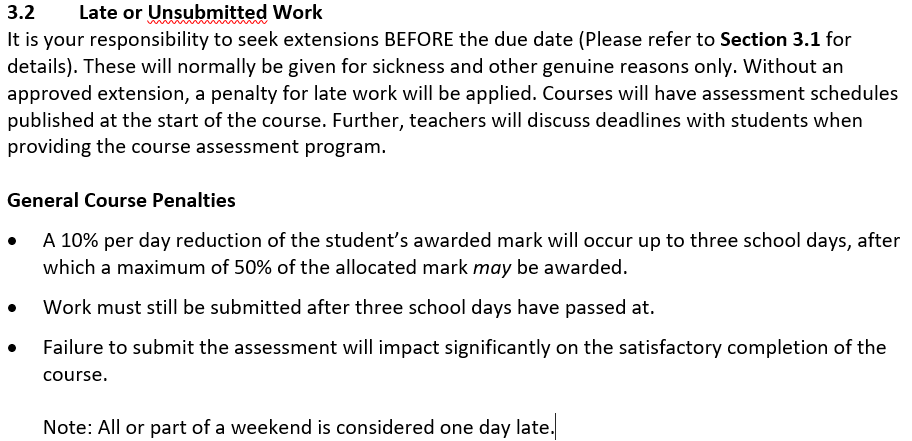 3.2 Late or Unsubmitted Work
It is your responsibility to seek extensions BEFORE the due date (Please refer to Section 3.1 for
details). These will normally be given for sickness and other genuine reasons only. Without an
approved extension, a penalty for late work will be applied. Courses will have assessment schedules
published at the start of the course. Further, teachers will discuss deadlines with students when
providing the course assessment program.
General Course Penalties
• A 10% per day reduction of the student’s awarded mark will occur up to three school days, after
which a maximum of 50% of the allocated mark may be awarded.
• Work must still be submitted after three school days have passed at.
• Failure to submit the assessment will impact significantly on the satisfactory completion of the
course.
Note: All or part of a weekend is considered one day late.